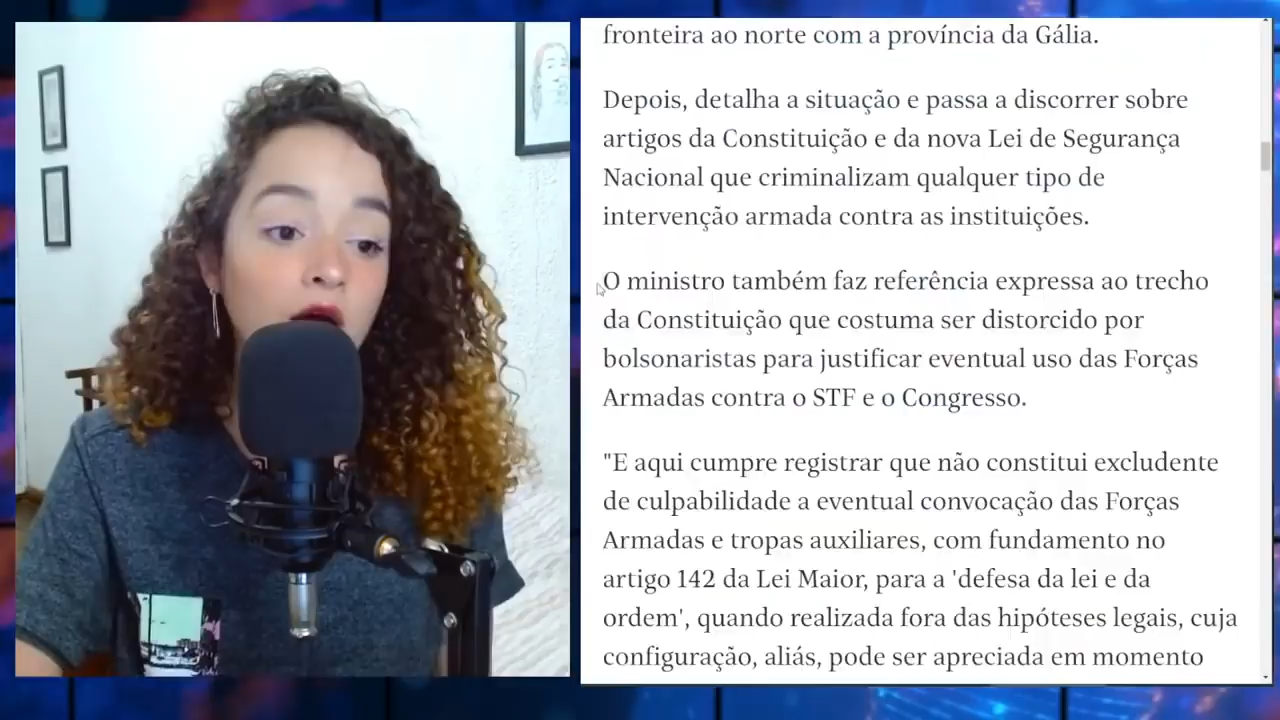 fronteira ao norte com a província da Gália.
Depois, detalha a situação e passa a discorrer sobre
artigos da Constituição e da nova Lei de Segurança
Nacional que criminalizam qualquer tipo de
intervenção armada contra as instituições.
O ministro também faz referência expressa ao trecho
da Constituição que costuma ser distorcido por
bolsonaristas para justificar eventual uso das Forças
Armadas contra o STF e o Congresso.
"E aqui cumpre registrar que não constitui excludente
de culpabilidade a eventual convocação das Forças
Armadas e tropas auxiliares, com fundamento no
artigo 142 da Lei Maior, para a 'defesa da lei e da
ordem', quando realizada fora das hipóteses legais, cuja
configuração, aliás, pode ser apreciada em momento